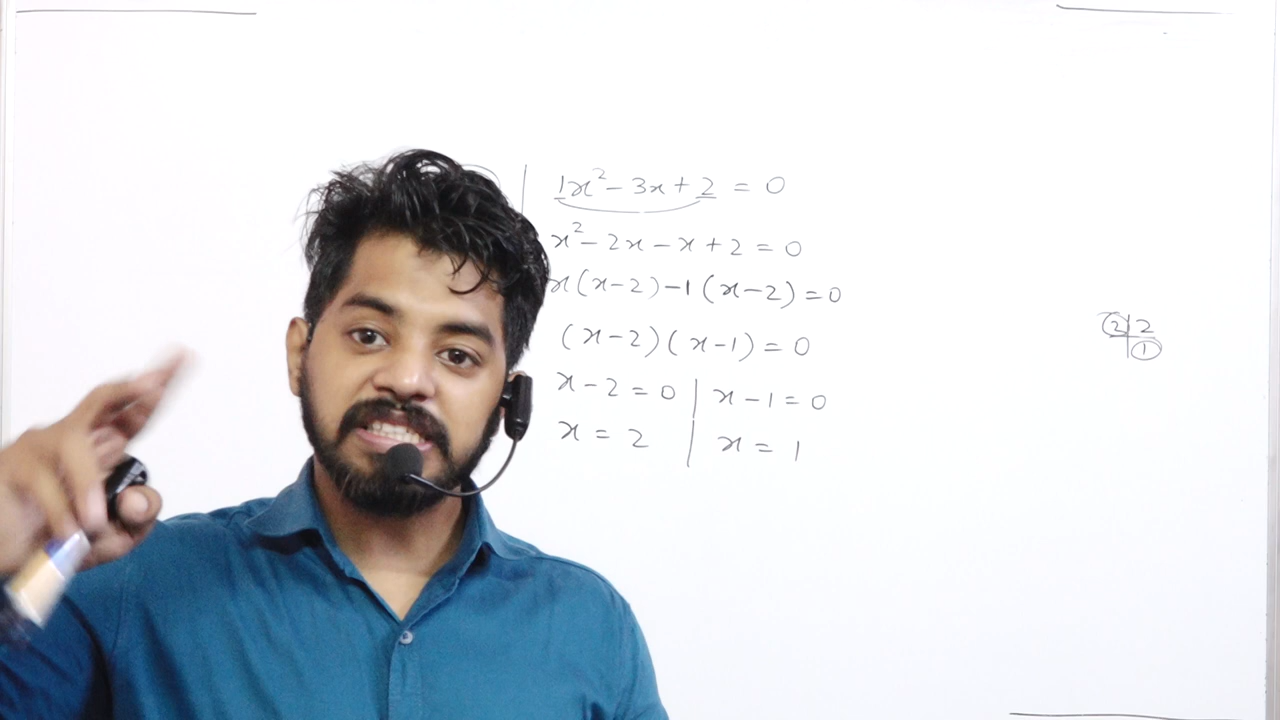 1x² - 3x + 2 = 0
x² - 2x - x + 2 = 0
x(x-2) -1(x-2) = 0
(x-2)(x-1) = 0
x - 2 = 0 | x - 1 = 0
x = 2 | x = 1
2 | 2
1